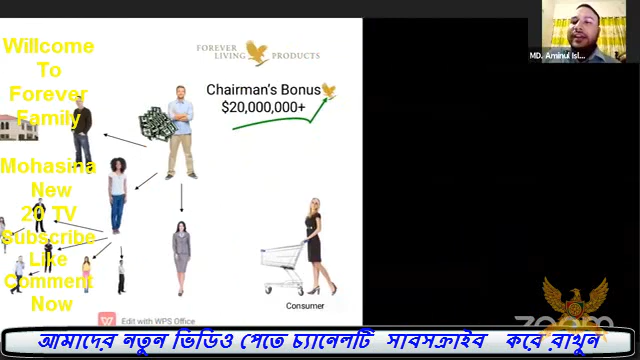 Willcome
To
Forever
Family
Mohasina
New
20 TV
Subscribe
Like
Comment
Now
FOREVER
LIVING PRODUCTS
Chairman's Bonus
$20,000,000+
Consumer
Edit with WPS Office
MD. Aminul Isl...
zoom
আমাদের নতুন ভিডিও পেতে চ্যানেলটি সাবসক্রাইব করে রাখুন